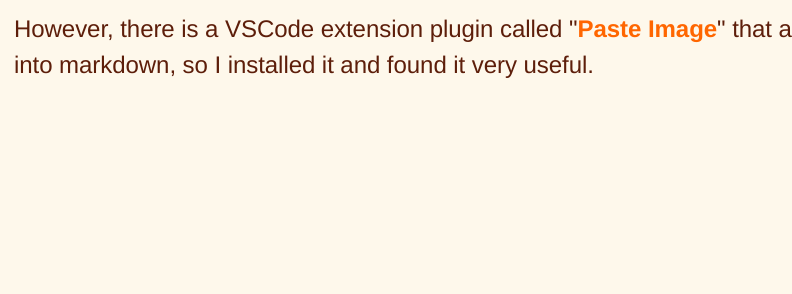 However, there is a VSCode extension plugin called "Paste Image" that a
into markdown, so I installed it and found it very useful.